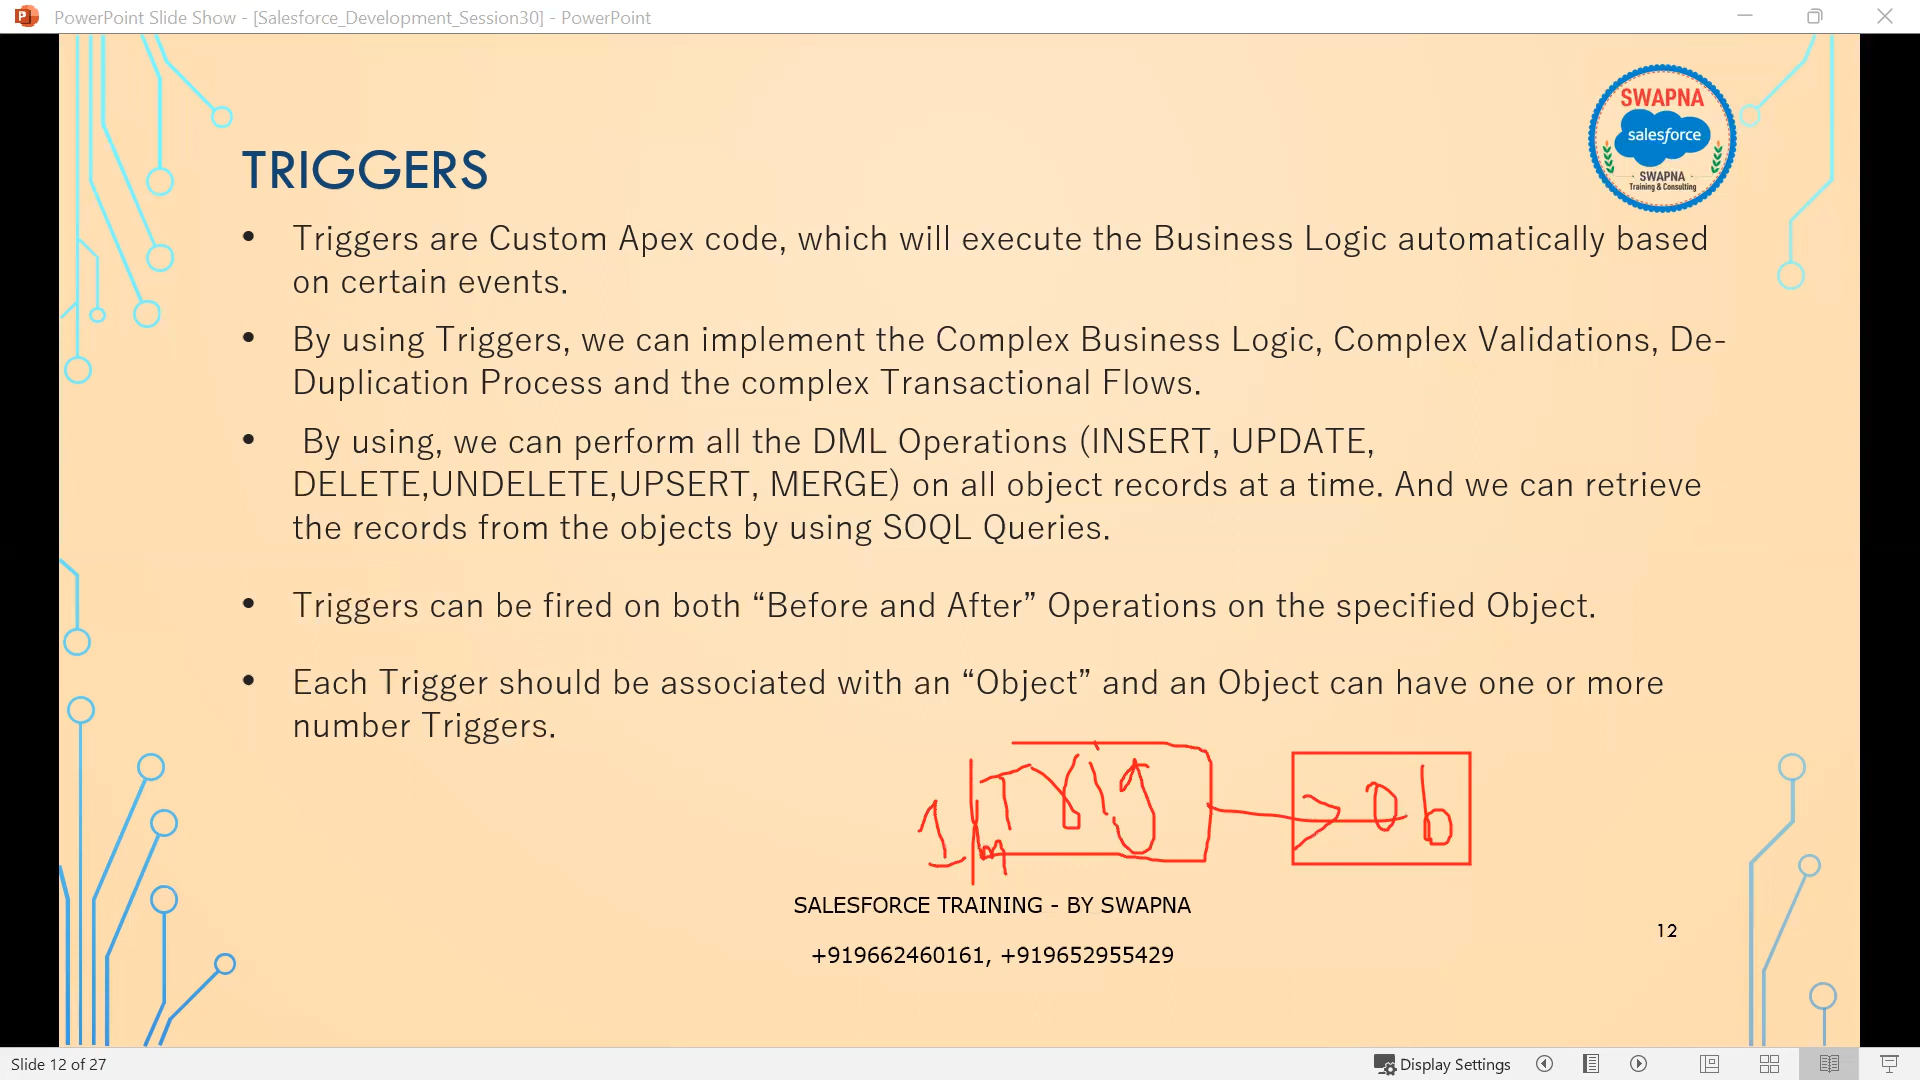 PowerPoint Slide Show - [Salesforce_Development_Session30] - PowerPoint
SWAPNA
salesforce
SWAPNA
Training & Consulting
TRIGGERS
• Triggers are Custom Apex code, which will execute the Business Logic automatically based
on certain events.
• By using Triggers, we can implement the Complex Business Logic, Complex Validations, De-
Duplication Process and the complex Transactional Flows.
• By using, we can perform all the DML Operations (INSERT, UPDATE,
DELETE,UNDELETE,UPSERT, MERGE) on all object records at a time. And we can retrieve
the records from the objects by using SOQL Queries.
• Triggers can be fired on both “Before and After” Operations on the specified Object.
• Each Trigger should be associated with an “Object” and an Object can have one or more
number Triggers.
1 Trig ob
SALESFORCE TRAINING - BY SWAPNA
+919662460161, +919652955429
12
Slide 12 of 27
Display Settings